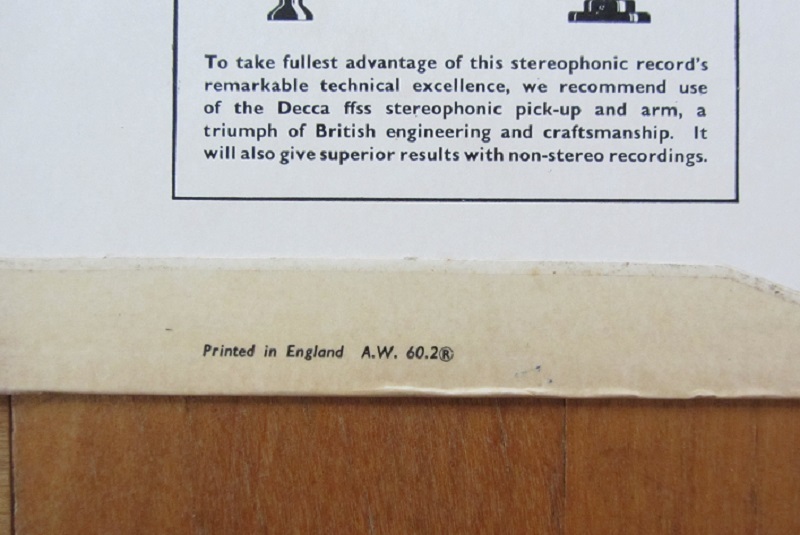 To take fullest advantage of this stereophonic record's
remarkable technical excellence, we recommend use
of the Decca ffss stereophonic pick-up and arm, a
triumph of British engineering and craftsmanship. It
will also give superior results with non-stereo recordings.
Printed in England A.W. 60.2®